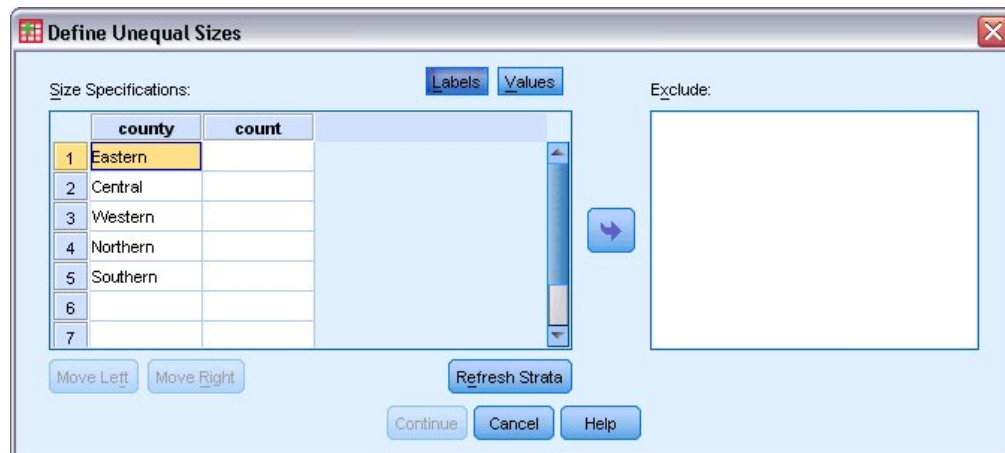 Define Unequal Sizes
Size Specifications:
Labels Values
Exclude:
county count
1 Eastern
2 Central
3 Western
4 Northern
5 Southern
6
7
Move Left Move Right Refresh Strata
Continue Cancel Help